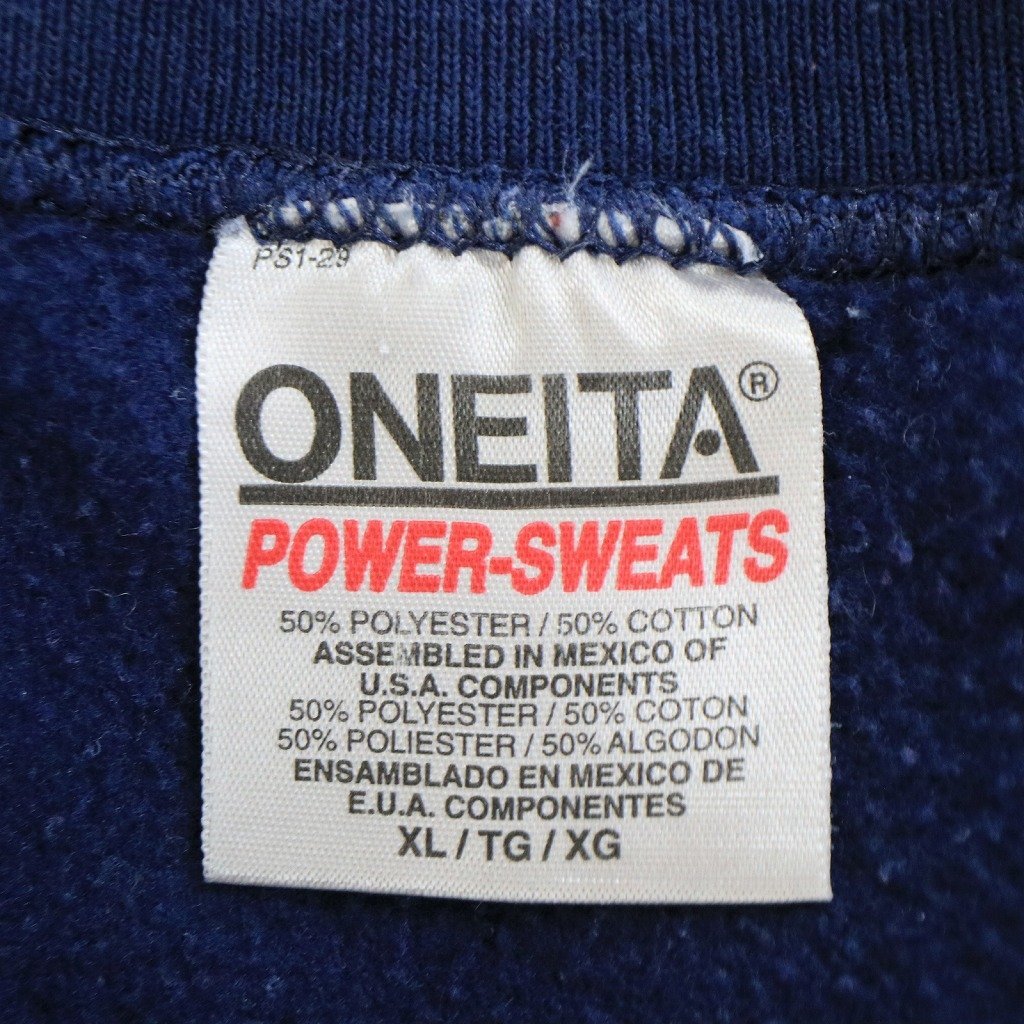 PS1-29
ONEITA®
POWER-SWEATS
50% POLYESTER / 50% COTTON
ASSEMBLED IN MEXICO OF
U.S.A. COMPONENTS
50% POLYESTER / 50% COTON
50% POLIESTER / 50% ALGODON
ENSAMBLADO EN MEXICO DE
E.U.A. COMPONENTES
XL / TG / XG